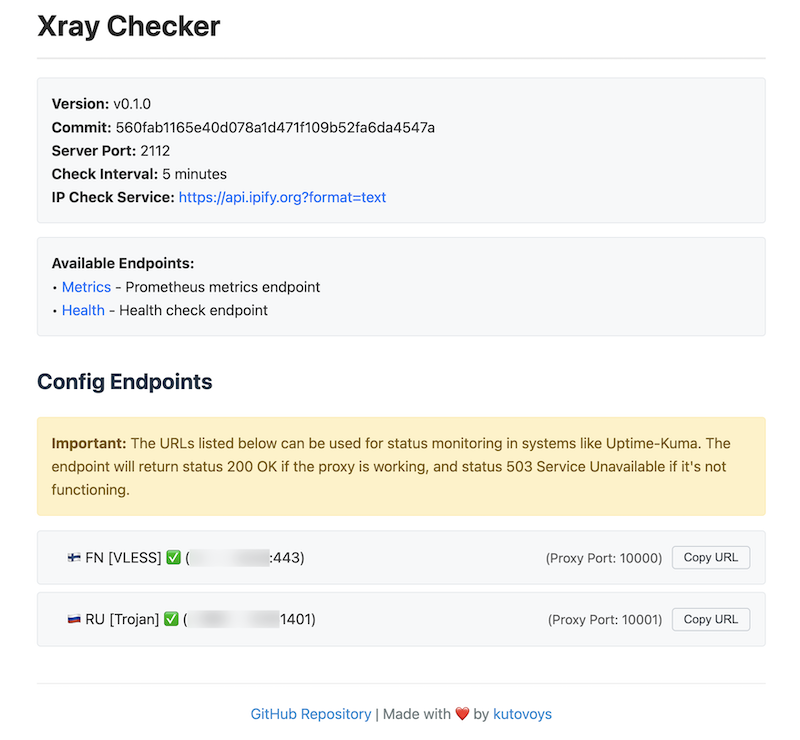 Xray Checker
Version: v0.1.0
Commit: 560fab1165e40d078a1d471f109b52fa6da4547a
Server Port: 2112
Check Interval: 5 minutes
IP Check Service: https://api.ipify.org?format=text
Available Endpoints:
• Metrics - Prometheus metrics endpoint
• Health - Health check endpoint
Config Endpoints
Important: The URLs listed below can be used for status monitoring in systems like Uptime-Kuma. The
endpoint will return status 200 OK if the proxy is working, and status 503 Service Unavailable if it's not
functioning.
🇫🇮 FN [VLESS] ✅ ( :443) (Proxy Port: 10000) Copy URL
🇷🇺 RU [Trojan] ✅ ( 1401) (Proxy Port: 10001) Copy URL
GitHub Repository | Made with ❤️ by kutovoys